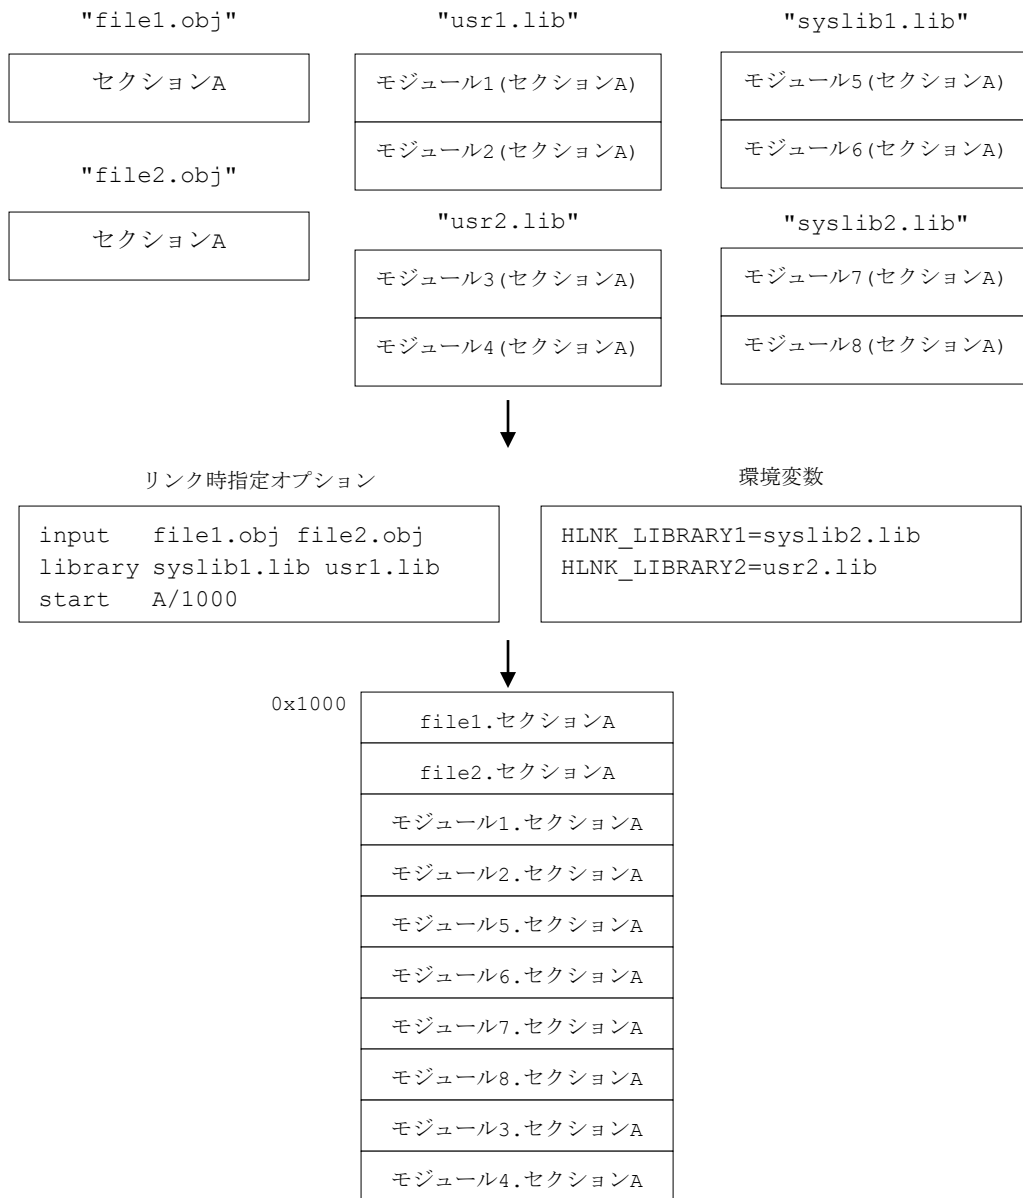 "file1.obj"
セクションA
"file2.obj"
セクションA
"usr1.lib"
モジュール1(セクションA)
モジュール2(セクションA)
"usr2.lib"
モジュール3(セクションA)
モジュール4(セクションA)
"syslib1.lib"
モジュール5(セクションA)
モジュール6(セクションA)
"syslib2.lib"
モジュール7(セクションA)
モジュール8(セクションA)
リンク時指定オプション
input file1.obj file2.obj
library syslib1.lib usr1.lib
start A/1000
環境変数
HLNK_LIBRARY1=syslib2.lib
HLNK_LIBRARY2=usr2.lib
0x1000
file1.セクションA
file2.セクションA
モジュール1.セクションA
モジュール2.セクションA
モジュール5.セクションA
モジュール6.セクションA
モジュール7.セクションA
モジュール8.セクションA
モジュール3.セクションA
モジュール4.セクションA